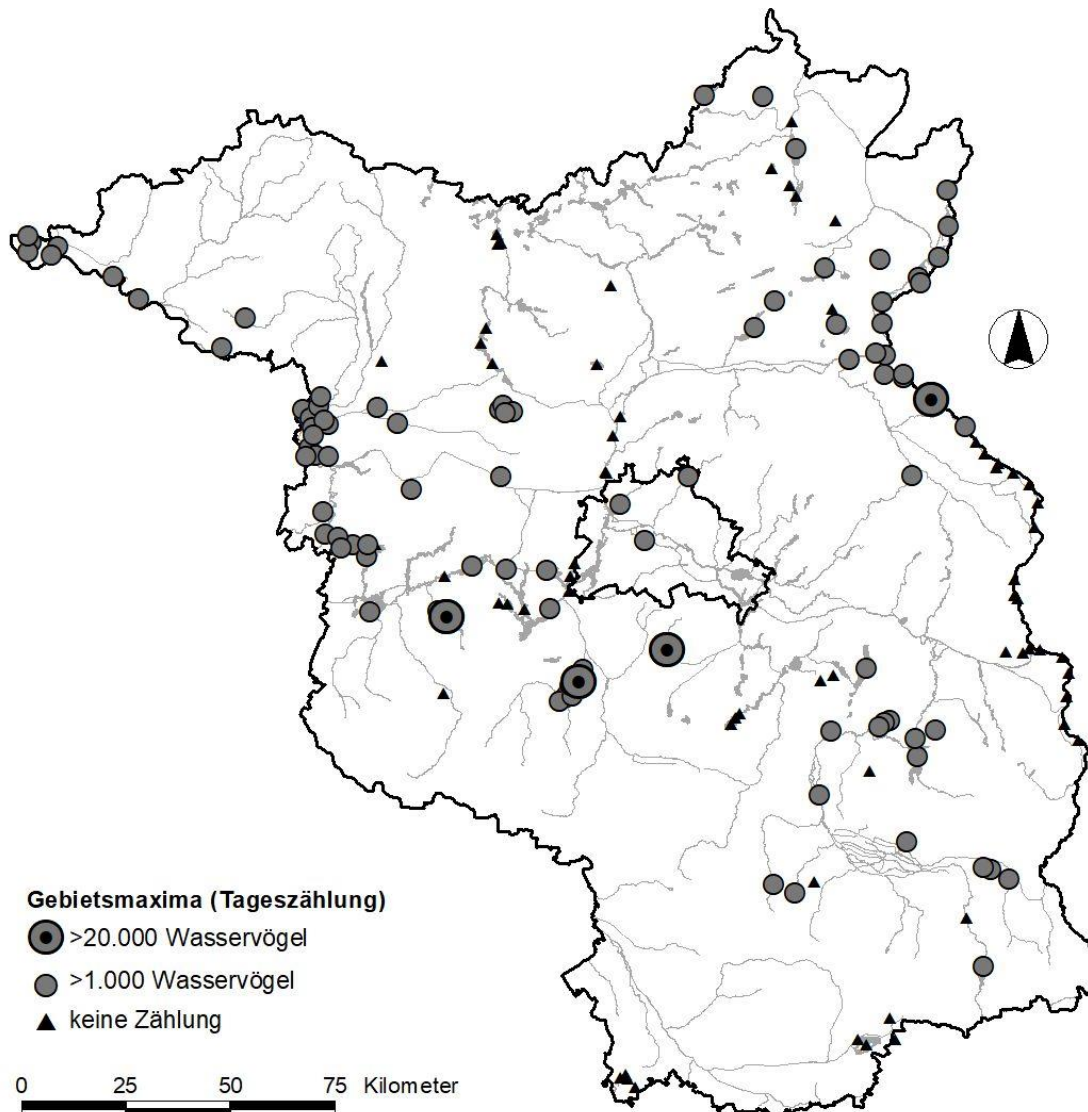 Gebietsmaxima (Tageszählung)
>20.000 Wasservögel
>1.000 Wasservögel
keine Zählung
0 25 50 75 Kilometer